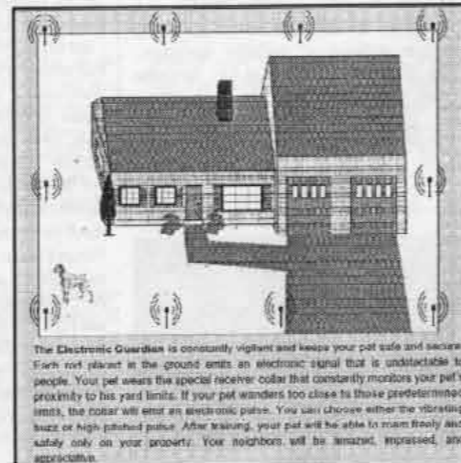 The Electronic Guardian is constantly vigilant and keeps your pet safe and secure.
Each rod placed in the ground emits an electronic signal that is undetectable to
people. Your pet wears the special receiver collar that constantly monitors your pet's
proximity to his yard limits. If your pet wanders too close to those predetermined
limits, the collar will emit an electronic pulse. You can choose either the vibrating
buzz or high-pitched pulse. After training, your pet will be able to roam freely and
safely only on your property. Your neighbors will be amazed, impressed, and
appreciative.